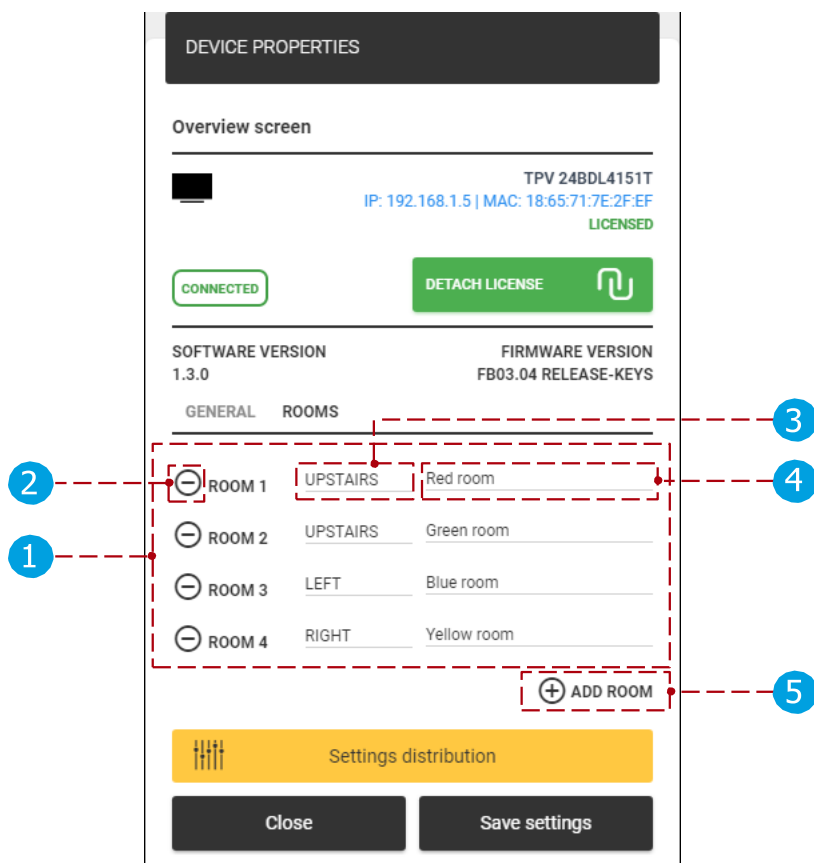 DEVICE PROPERTIES
Overview screen
TPV 24BDL4151T
IP: 192.168.1.5 | MAC: 18:65:71:7E:2F:EF
LICENSED
CONNECTED
DETACH LICENSE
SOFTWARE VERSION FIRMWARE VERSION
1.3.0 FB03.04 RELEASE-KEYS
GENERAL ROOMS
3
2 ROOM 1 UPSTAIRS Red room 4
ROOM 2 UPSTAIRS Green room
1
ROOM 3 LEFT Blue room
ROOM 4 RIGHT Yellow room
ADD ROOM 5
Settings distribution
Close Save settings